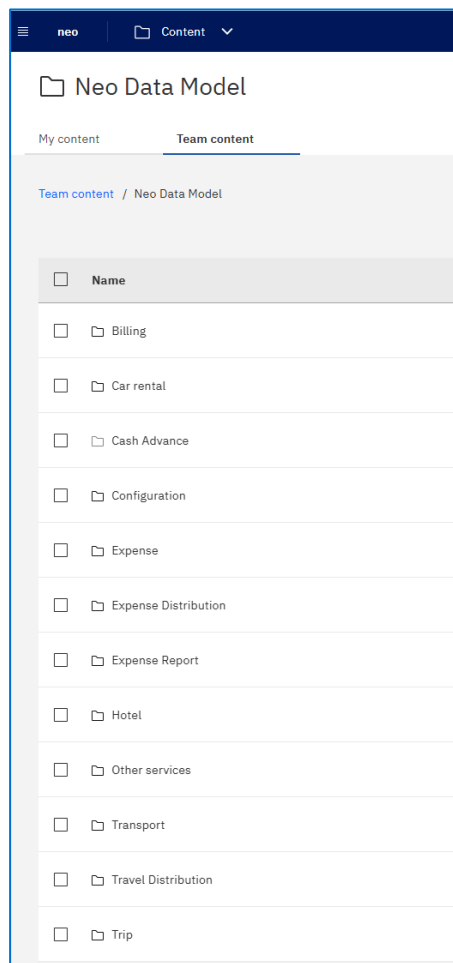 neo Content
Neo Data Model
My content Team content
Team content / Neo Data Model
Name
Billing
Car rental
Cash Advance
Configuration
Expense
Expense Distribution
Expense Report
Hotel
Other services
Transport
Travel Distribution
Trip